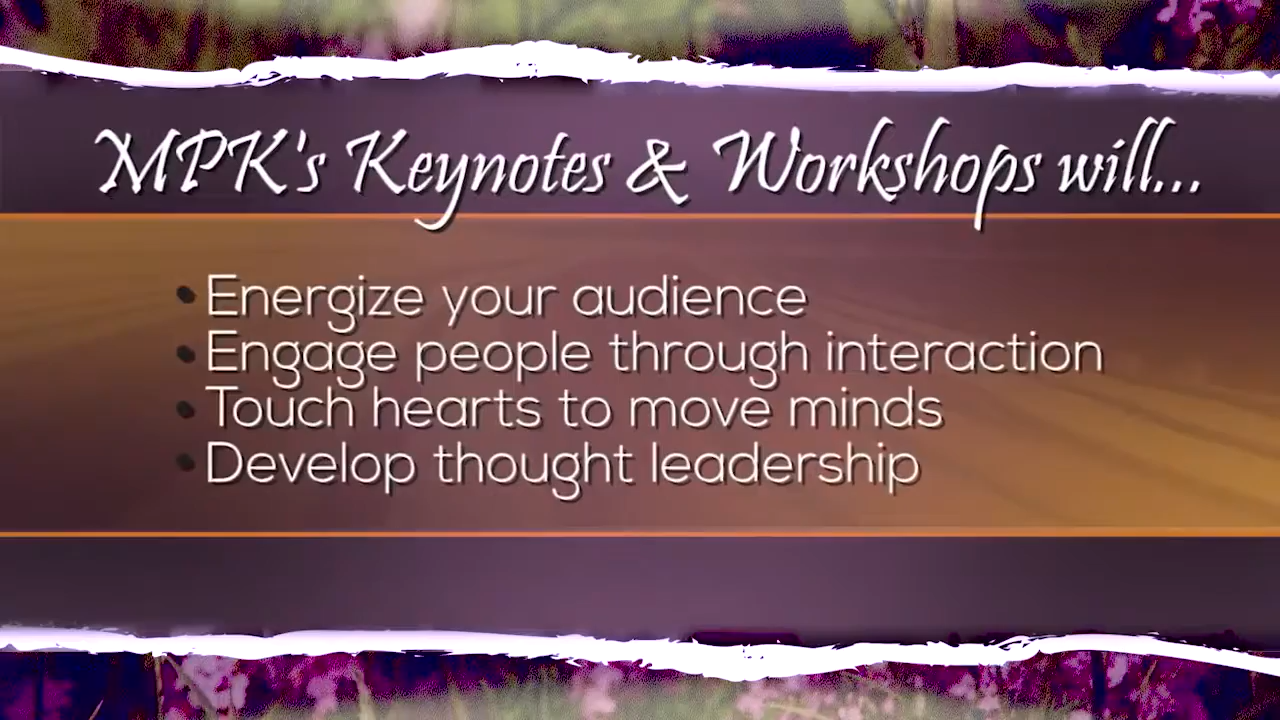 MPK's Keynotes & Workshops will...
• Energize your audience
• Engage people through interaction
• Touch hearts to move minds
• Develop thought leadership